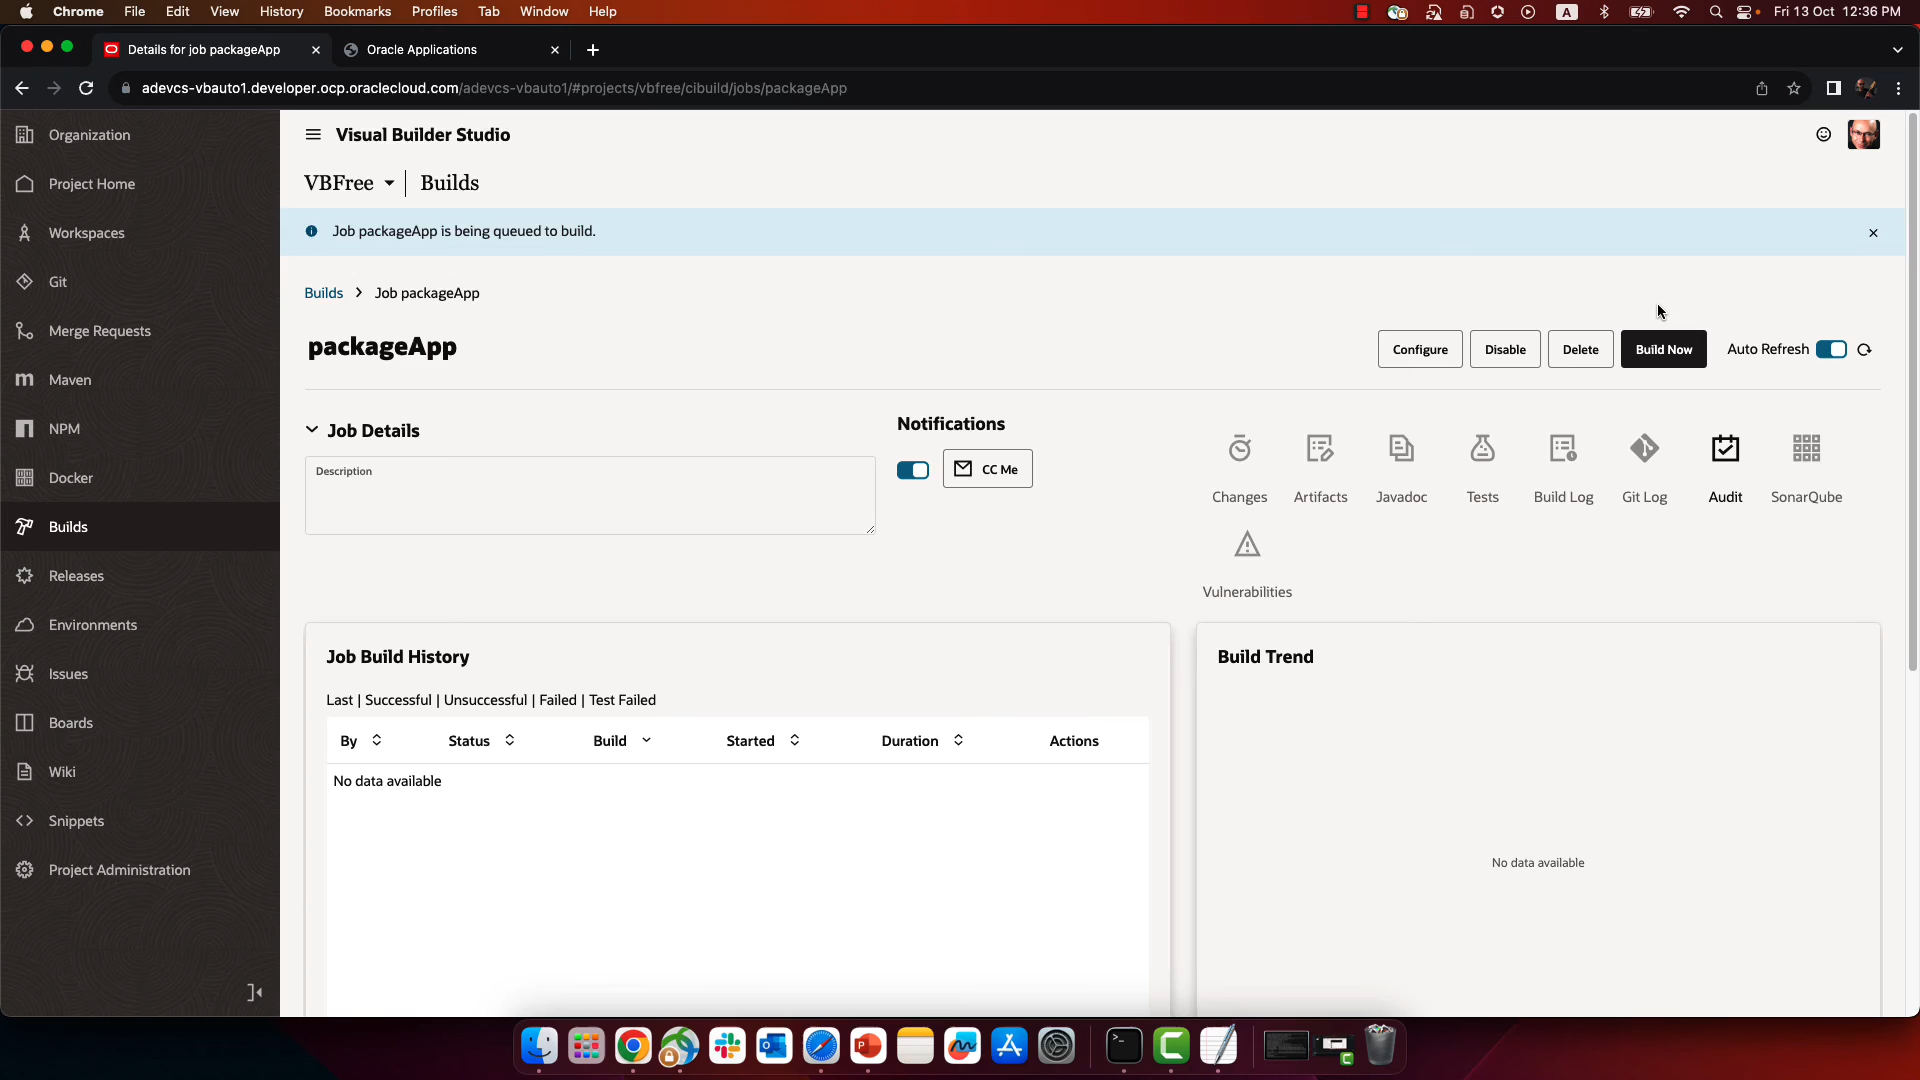 Chrome File Edit View History Bookmarks Profiles Tab Window Help
A
Fri 13 Oct 12:36 PM
Details for job packageApp
Oracle Applications
adevcs-vbauto1.developer.ocp.oraclecloud.com/adevcs-vbauto1/#projects/vbfree/cibuild/jobs/packageApp
Organization
Project Home
Workspaces
Git
Merge Requests
Maven
NPM
Docker
Builds
Releases
Environments
Issues
Boards
Wiki
Snippets
Project Administration
Visual Builder Studio
VBFree Builds
Job packageApp is being queued to build.
Builds > Job packageApp
packageApp
Configure
Disable
Delete
Build Now
Auto Refresh
Job Details
Description
Notifications
CC Me
Changes
Artifacts
Javadoc
Tests
Build Log
Git Log
Audit
SonarQube
Vulnerabilities
Job Build History
Last | Successful | Unsuccessful | Failed | Test Failed
By Status Build Started Duration Actions
No data available
Build Trend
No data available